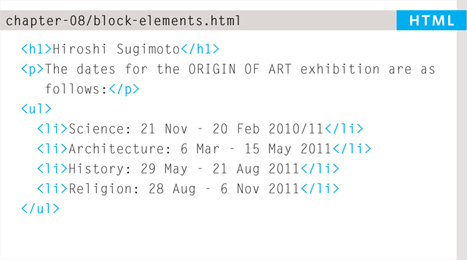 chapter-08/block-elements.html HTML
<h1>Hiroshi Sugimoto</h1>
<p>The dates for the ORIGIN OF ART exhibition are as
follows:</p>
<ul>
<li>Science: 21 Nov - 20 Feb 2010/11</li>
<li>Architecture: 6 Mar - 15 May 2011</li>
<li>History: 29 May - 21 Aug 2011</li>
<li>Religion: 28 Aug - 6 Nov 2011</li>
</ul>